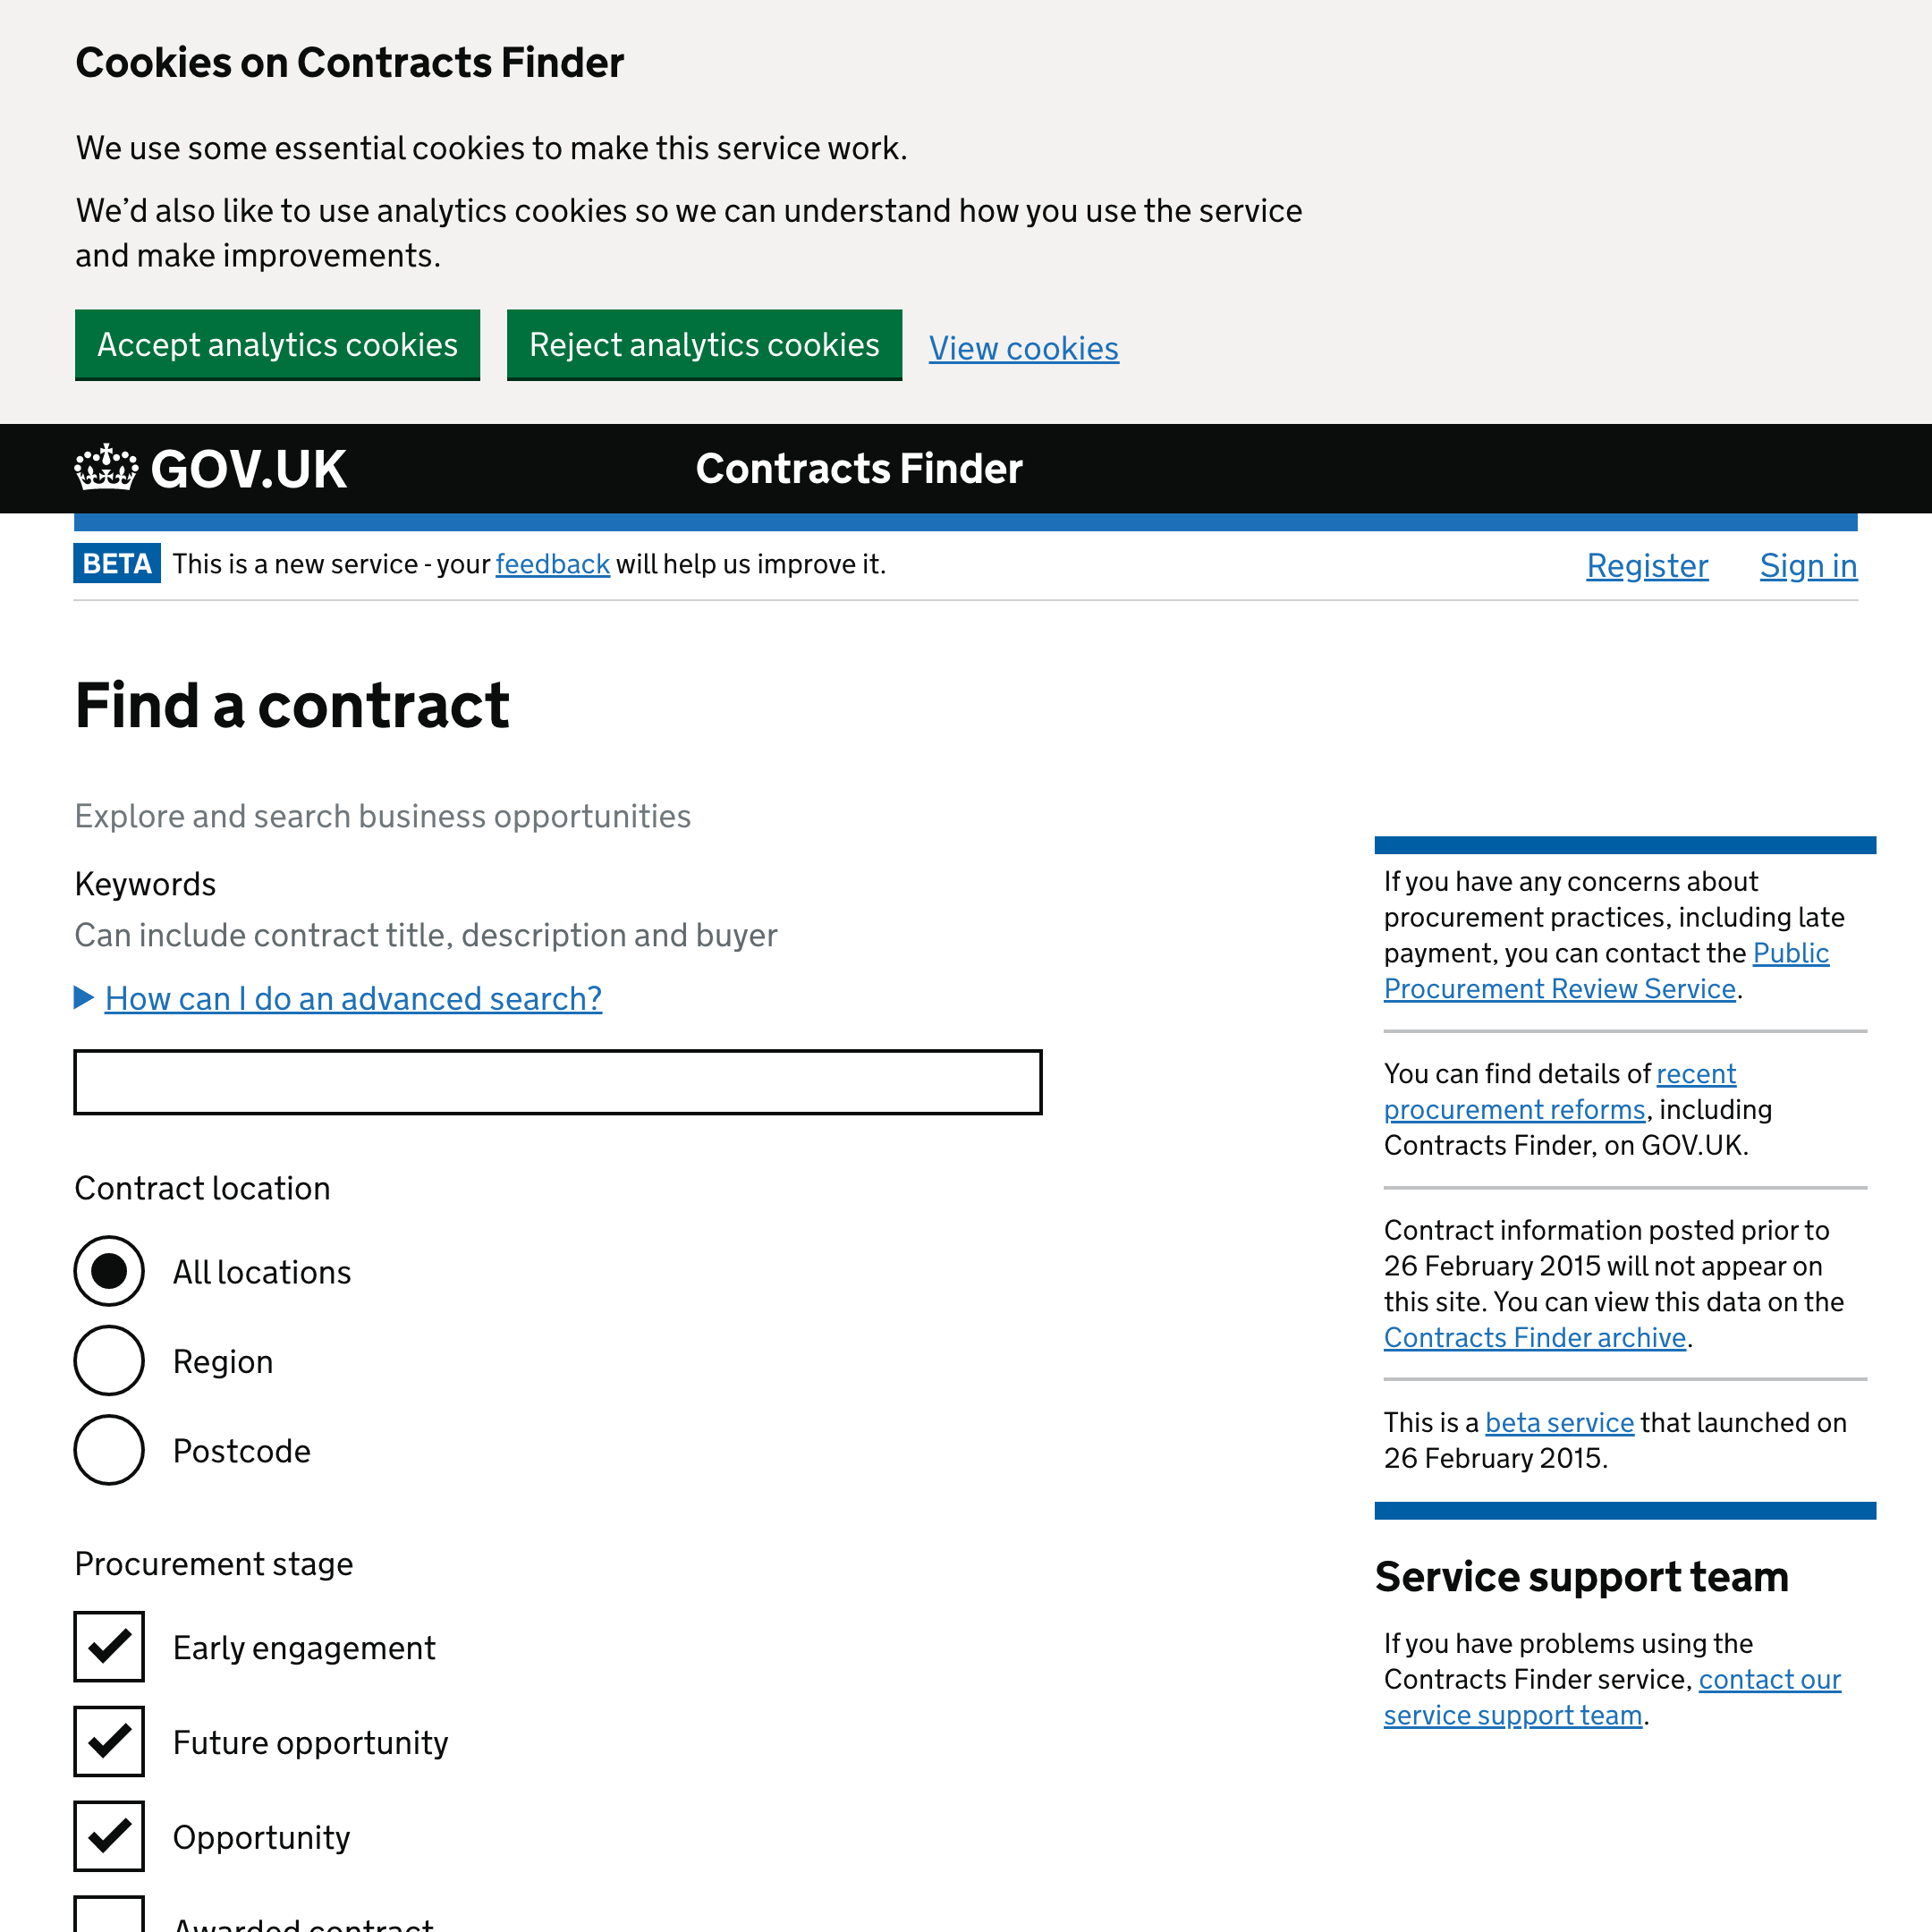 Cookies on Contracts Finder
We use some essential cookies to make this service work.
We’d also like to use analytics cookies so we can understand how you use the service
and make improvements.
Accept analytics cookies
Reject analytics cookies
View cookies
GOV.UK
Contracts Finder
BETA
This is a new service - your feedback will help us improve it.
Register
Sign in
Find a contract
Explore and search business opportunities
Keywords
Can include contract title, description and buyer
How can I do an advanced search?
Contract location
All locations
Region
Postcode
Procurement stage
Early engagement
Future opportunity
Opportunity
Awarded contract
If you have any concerns about
procurement practices, including late
payment, you can contact the Public
Procurement Review Service.
You can find details of recent
procurement reforms, including
Contracts Finder, on GOV.UK.
Contract information posted prior to
26 February 2015 will not appear on
this site. You can view this data on the
Contracts Finder archive.
This is a beta service that launched on
26 February 2015.
Service support team
If you have problems using the
Contracts Finder service, contact our
service support team.